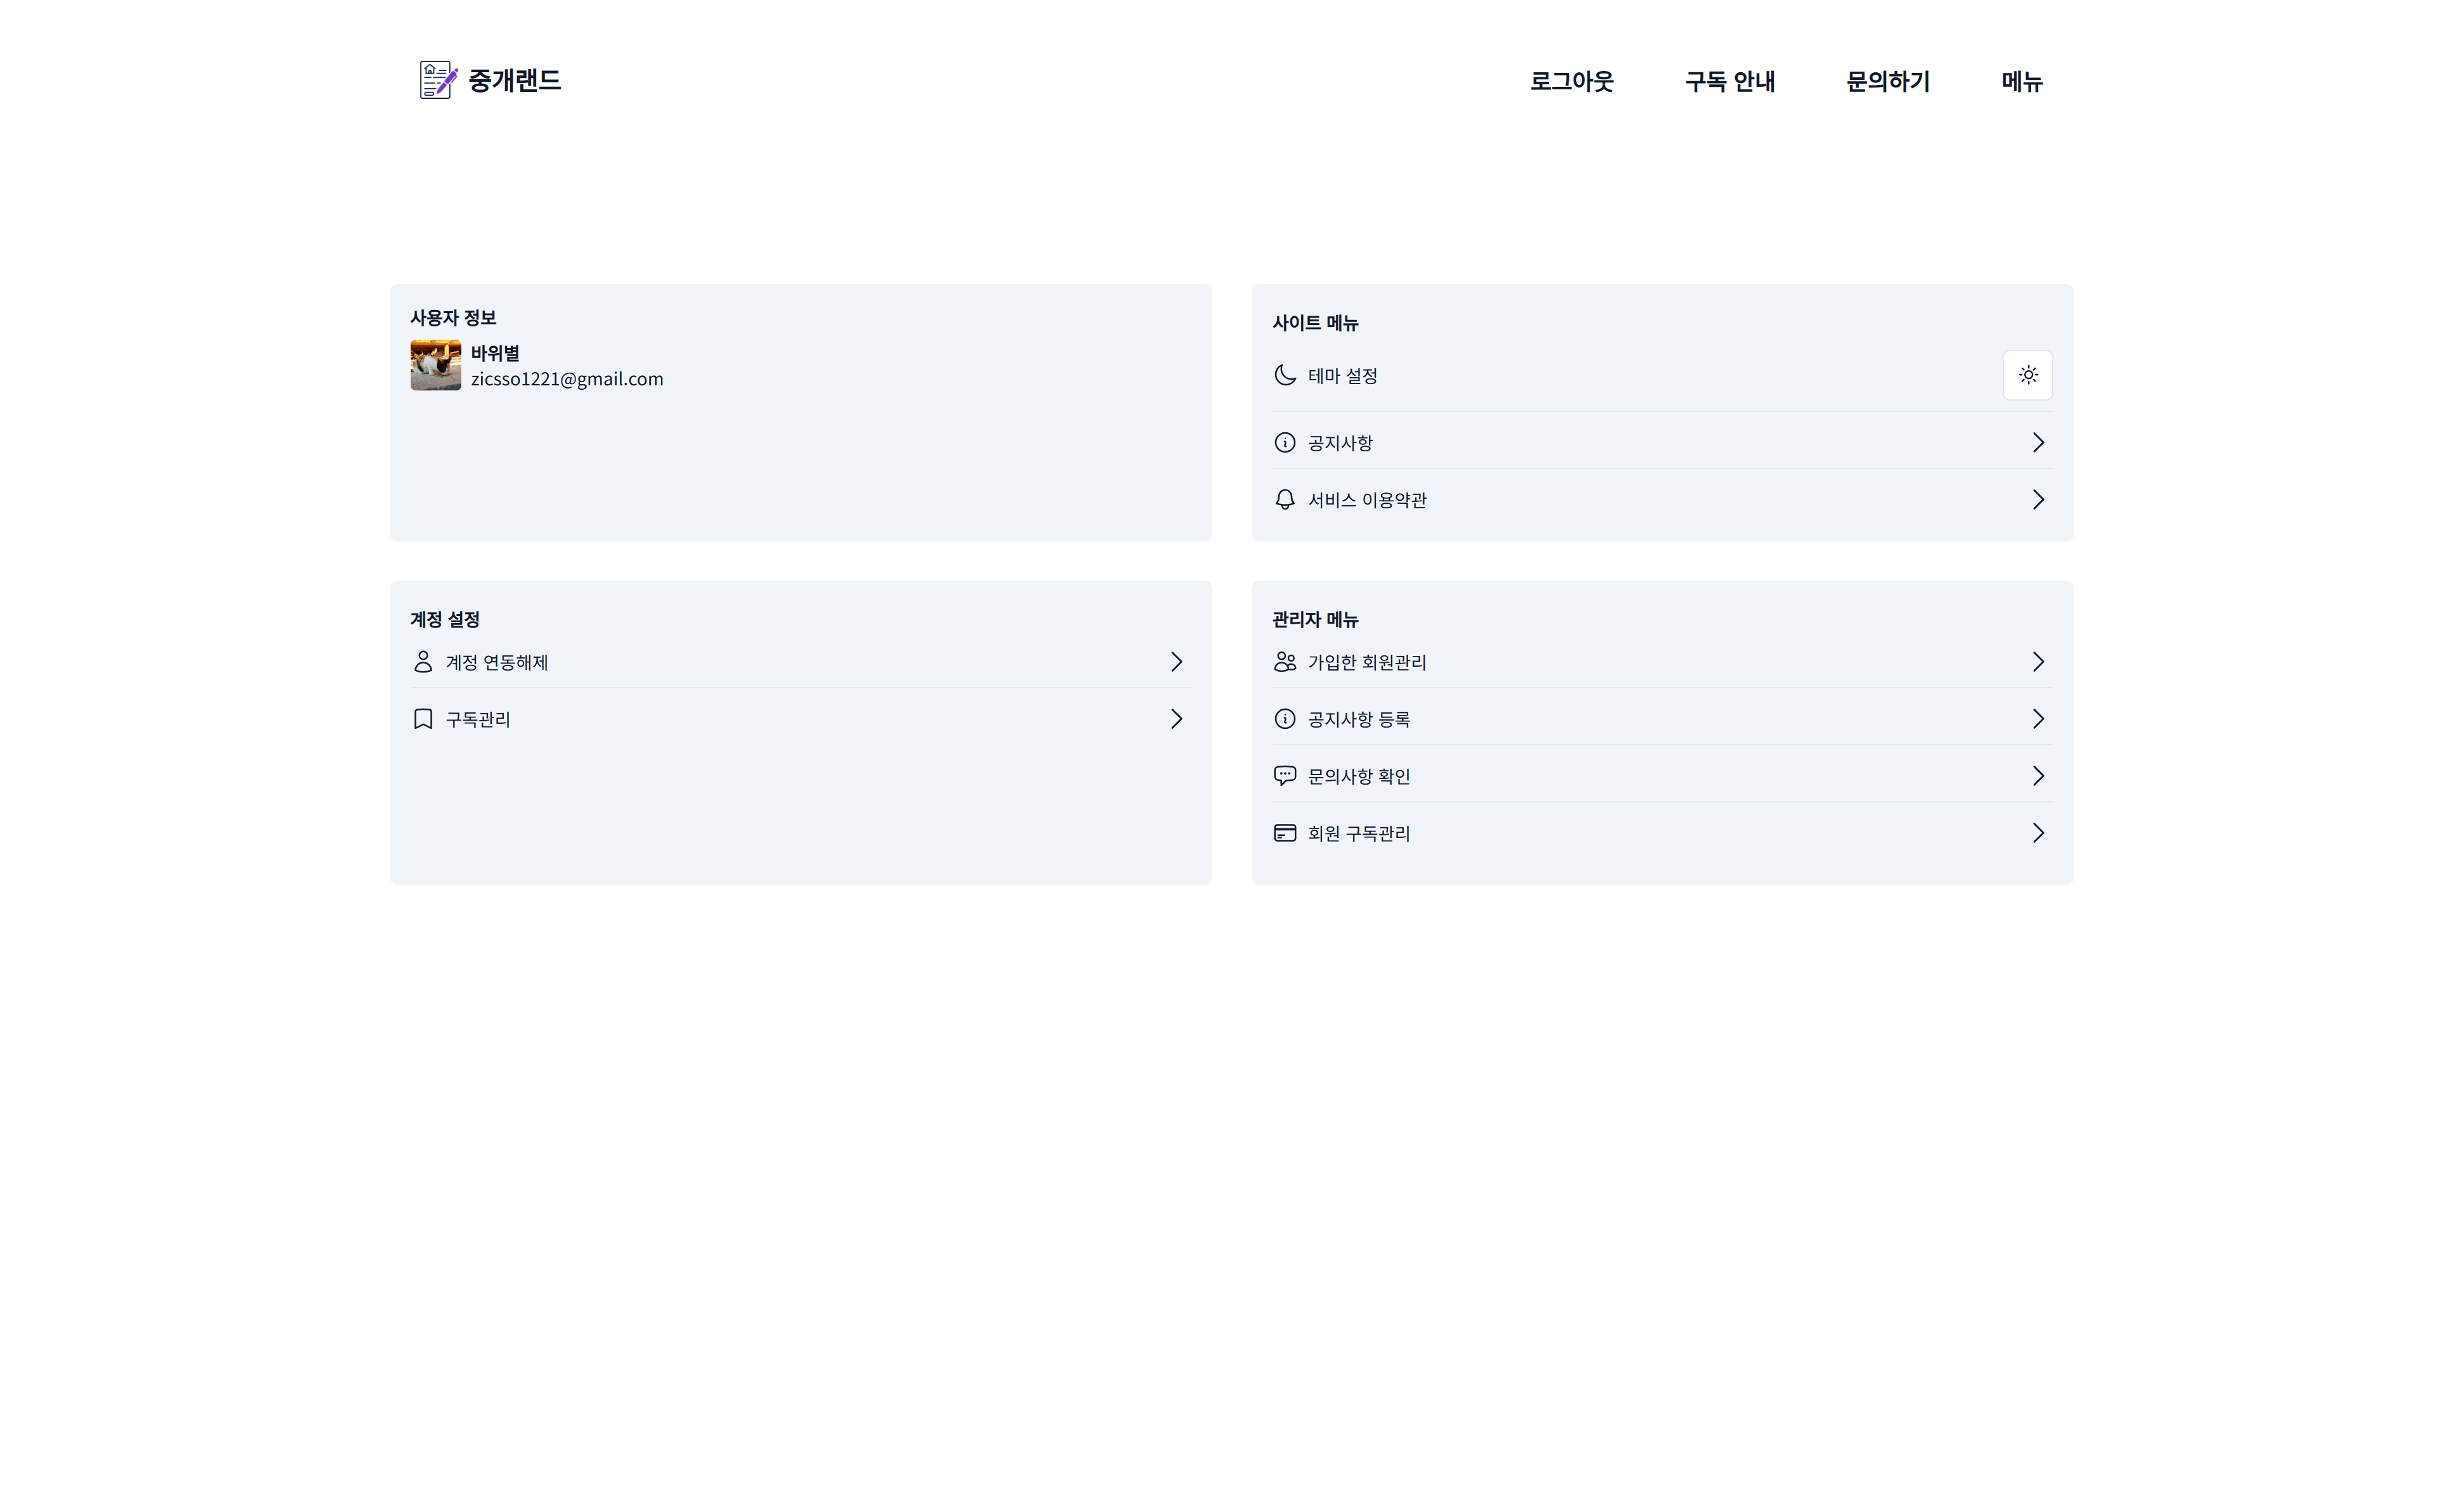 중개랜드
로그아웃
구독 안내
문의하기
메뉴
사용자 정보
바위별
zicsso1221@gmail.com
사이트 메뉴
테마 설정
공지사항
서비스 이용약관
계정 설정
계정 연동해제
구독관리
관리자 메뉴
가입한 회원관리
공지사항 등록
문의사항 확인
회원 구독관리